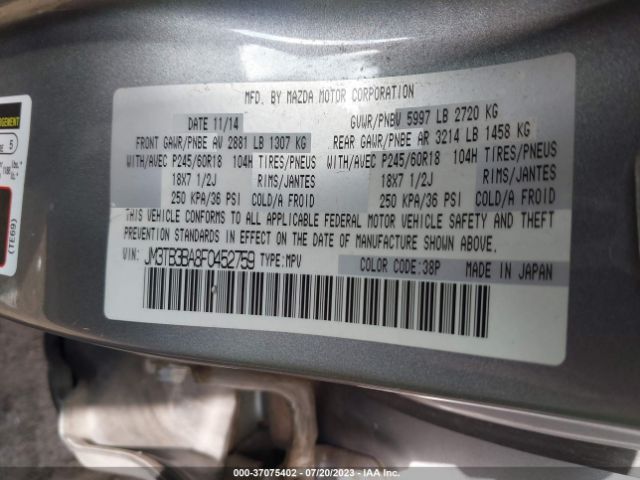 MFD. BY MAZDA MOTOR CORPORATION
DATE 11/14 GVWR/PNBV 5997 LB 2720 KG
FRONT GAWR/PNBE AV 2881 LB 1307 KG REAR GAWR/PNBE AR 3214 LB 1458 KG
WITH/AVEC P245/60R18 104H TIRES/PNEUS WITH/AVEC P245/60R18 104H TIRES/PNEUS
18X7 1/2J RIMS/JANTES 18X7 1/2J RIMS/JANTES
250 KPA/36 PSI COLD/A FROID 250 KPA/36 PSI COLD/A FROID
THIS VEHICLE CONFORMS TO ALL APPLICABLE FEDERAL MOTOR VEHICLE SAFETY AND THEFT
PREVENTION STANDARDS IN EFFECT ON THE DATE OF MANUFACTURE SHOWN ABOVE.
VIN: JM3TB3BA8F0452759 TYPE:MPV COLOR CODE:38P MADE IN JAPAN
5
(TE69)
000-37075402 - 07/20/2023 - IAA Inc.